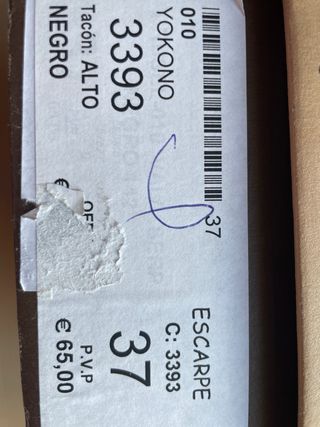 010
37
YOKONO
ESCARPE
3393
C: 3393
37
Tacón: ALTO
P.V.P
NEGRO
€
€ 65,00